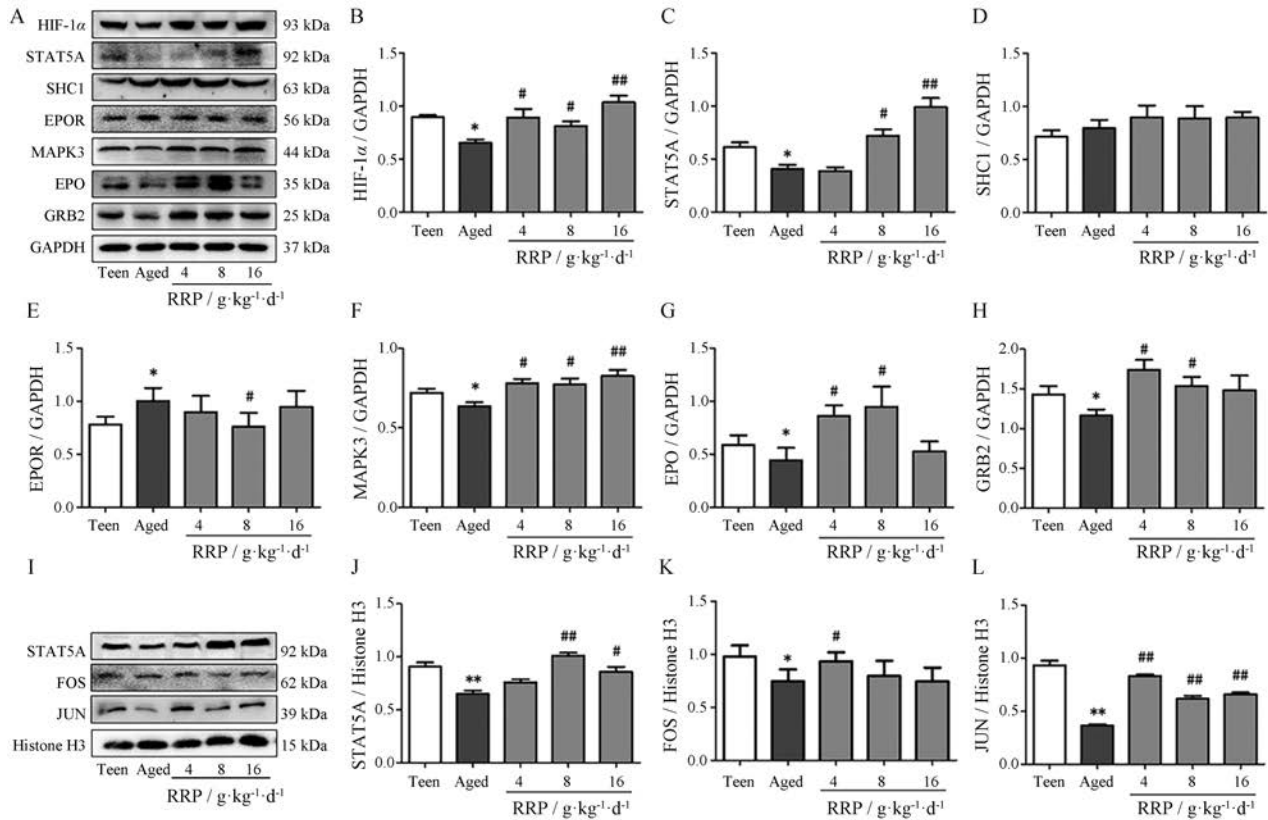 A
HIF-1α 93 kDa
STAT5A 92 kDa
SHC1 63 kDa
EPOR 56 kDa
MAPK3 44 kDa
EPO 35 kDa
GRB2 25 kDa
GAPDH 37 kDa
Teen Aged 4 8 16
RRP / g·kg⁻¹·d⁻¹
B
HIF-1α / GAPDH
1.5
1.0
0.5
0.0
* # # ##
Teen Aged 4 8 16
RRP / g·kg⁻¹·d⁻¹
C
STAT5A / GAPDH
1.5
1.0
0.5
0.0
* # ##
Teen Aged 4 8 16
RRP / g·kg⁻¹·d⁻¹
D
SHC1 / GAPDH
1.5
1.0
0.5
0.0
Teen Aged 4 8 16
RRP / g·kg⁻¹·d⁻¹
E
EPOR / GAPDH
1.5
1.0
0.5
0.0
* #
Teen Aged 4 8 16
RRP / g·kg⁻¹·d⁻¹
F
MAPK3 / GAPDH
1.0
0.5
0.0
* # # ##
Teen Aged 4 8 16
RRP / g·kg⁻¹·d⁻¹
G
EPO / GAPDH
1.5
1.0
0.5
0.0
* # #
Teen Aged 4 8 16
RRP / g·kg⁻¹·d⁻¹
H
GRB2 / GAPDH
2.0
1.5
1.0
0.5
0.0
* # #
Teen Aged 4 8 16
RRP / g·kg⁻¹·d⁻¹
I
STAT5A 92 kDa
FOS 62 kDa
JUN 39 kDa
Histone H3 15 kDa
Teen Aged 4 8 16
RRP / g·kg⁻¹·d⁻¹
J
STAT5A / Histone H3
1.5
1.0
0.5
0.0
** ## #
Teen Aged 4 8 16
RRP / g·kg⁻¹·d⁻¹
K
FOS / Histone H3
1.5
1.0
0.5
0.0
* #
Teen Aged 4 8 16
RRP / g·kg⁻¹·d⁻¹
L
JUN / Histone H3
1.5
1.0
0.5
0.0
** ## ## ##
Teen Aged 4 8 16
RRP / g·kg⁻¹·d⁻¹